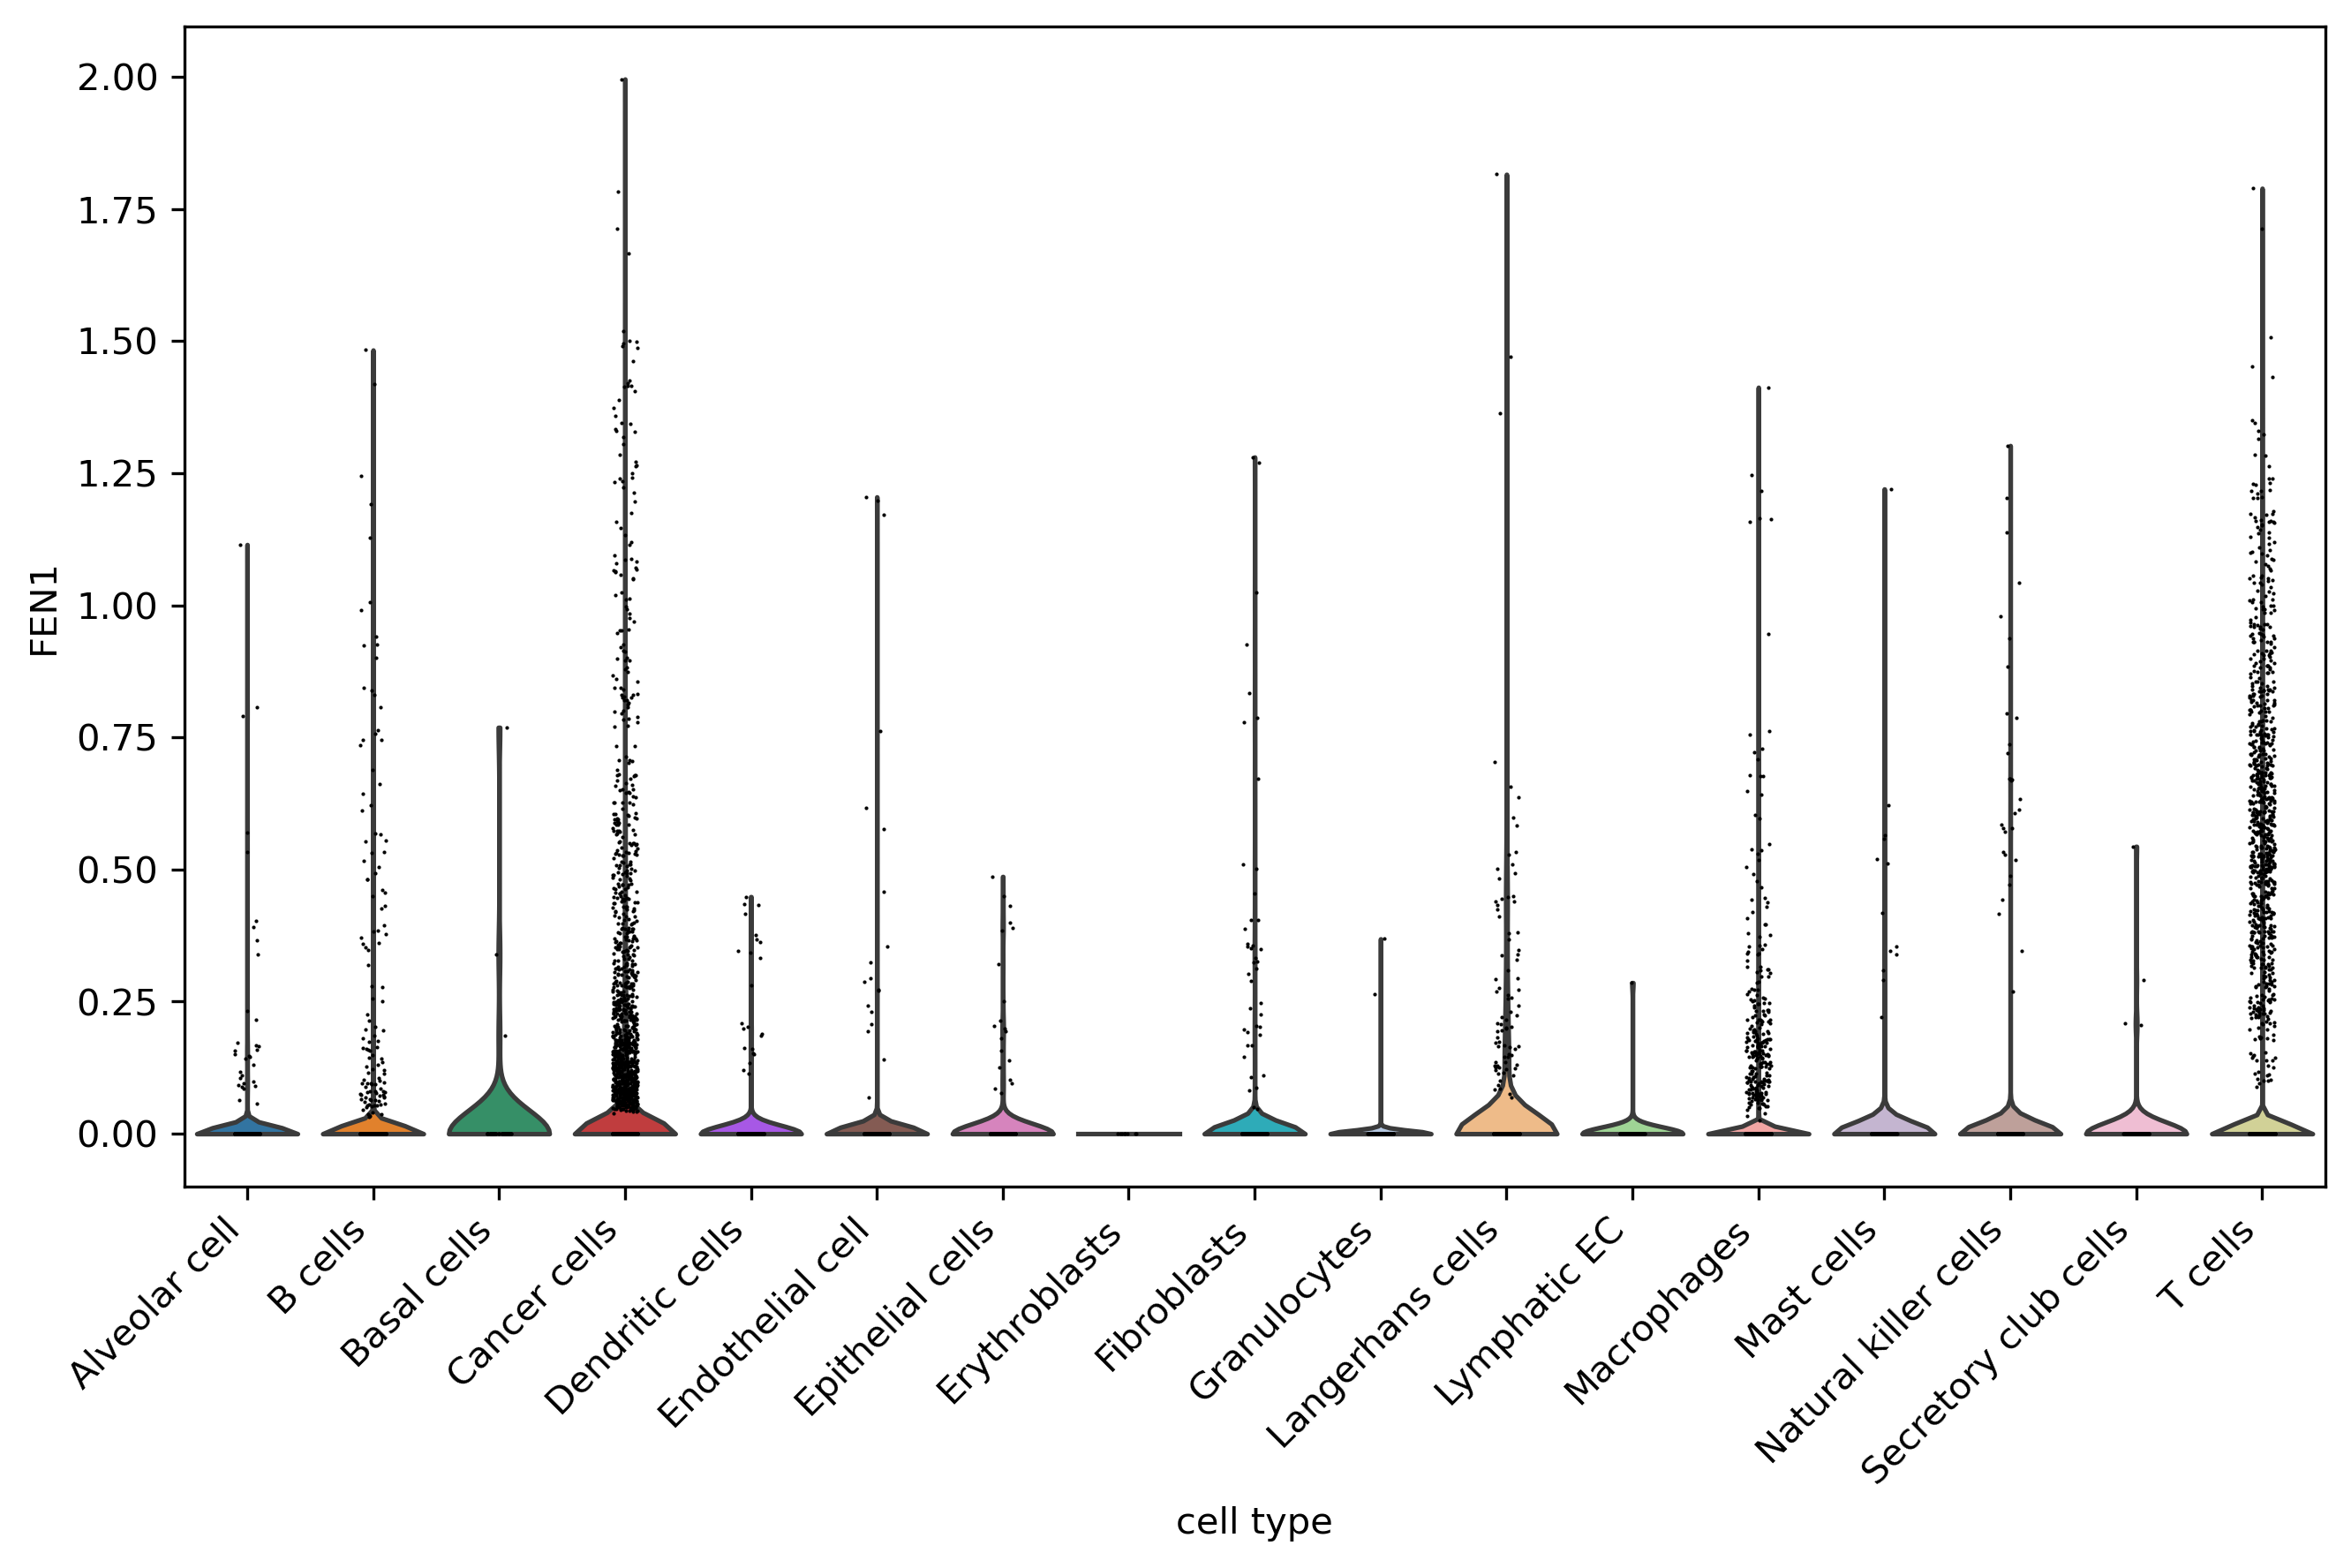 2.00
1.75
1.50
1.25
1.00
0.75
0.50
0.25
0.00
FEN1
Alveolar cell
B cells
Basal cells
Cancer cells
Dendritic cells
Endothelial cell
Epithelial cells
Erythroblasts
Fibroblasts
Granulocytes
Langerhans cells
Lymphatic EC
Macrophages
Mast cells
Natural killer cells
Secretory club cells
T cells
cell type